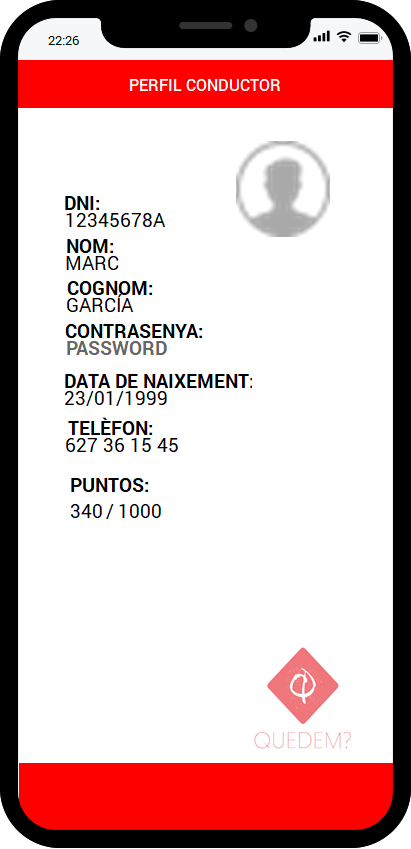 22:26
PERFIL CONDUCTOR
DNI:
12345678A
NOM:
MARC
COGNOM:
GARCÍA
CONTRASENYA:
PASSWORD
DATA DE NAIXEMENT:
23/01/1999
TELÈFON:
627 36 15 45
PUNTOS:
340 / 1000
QUEDEM?